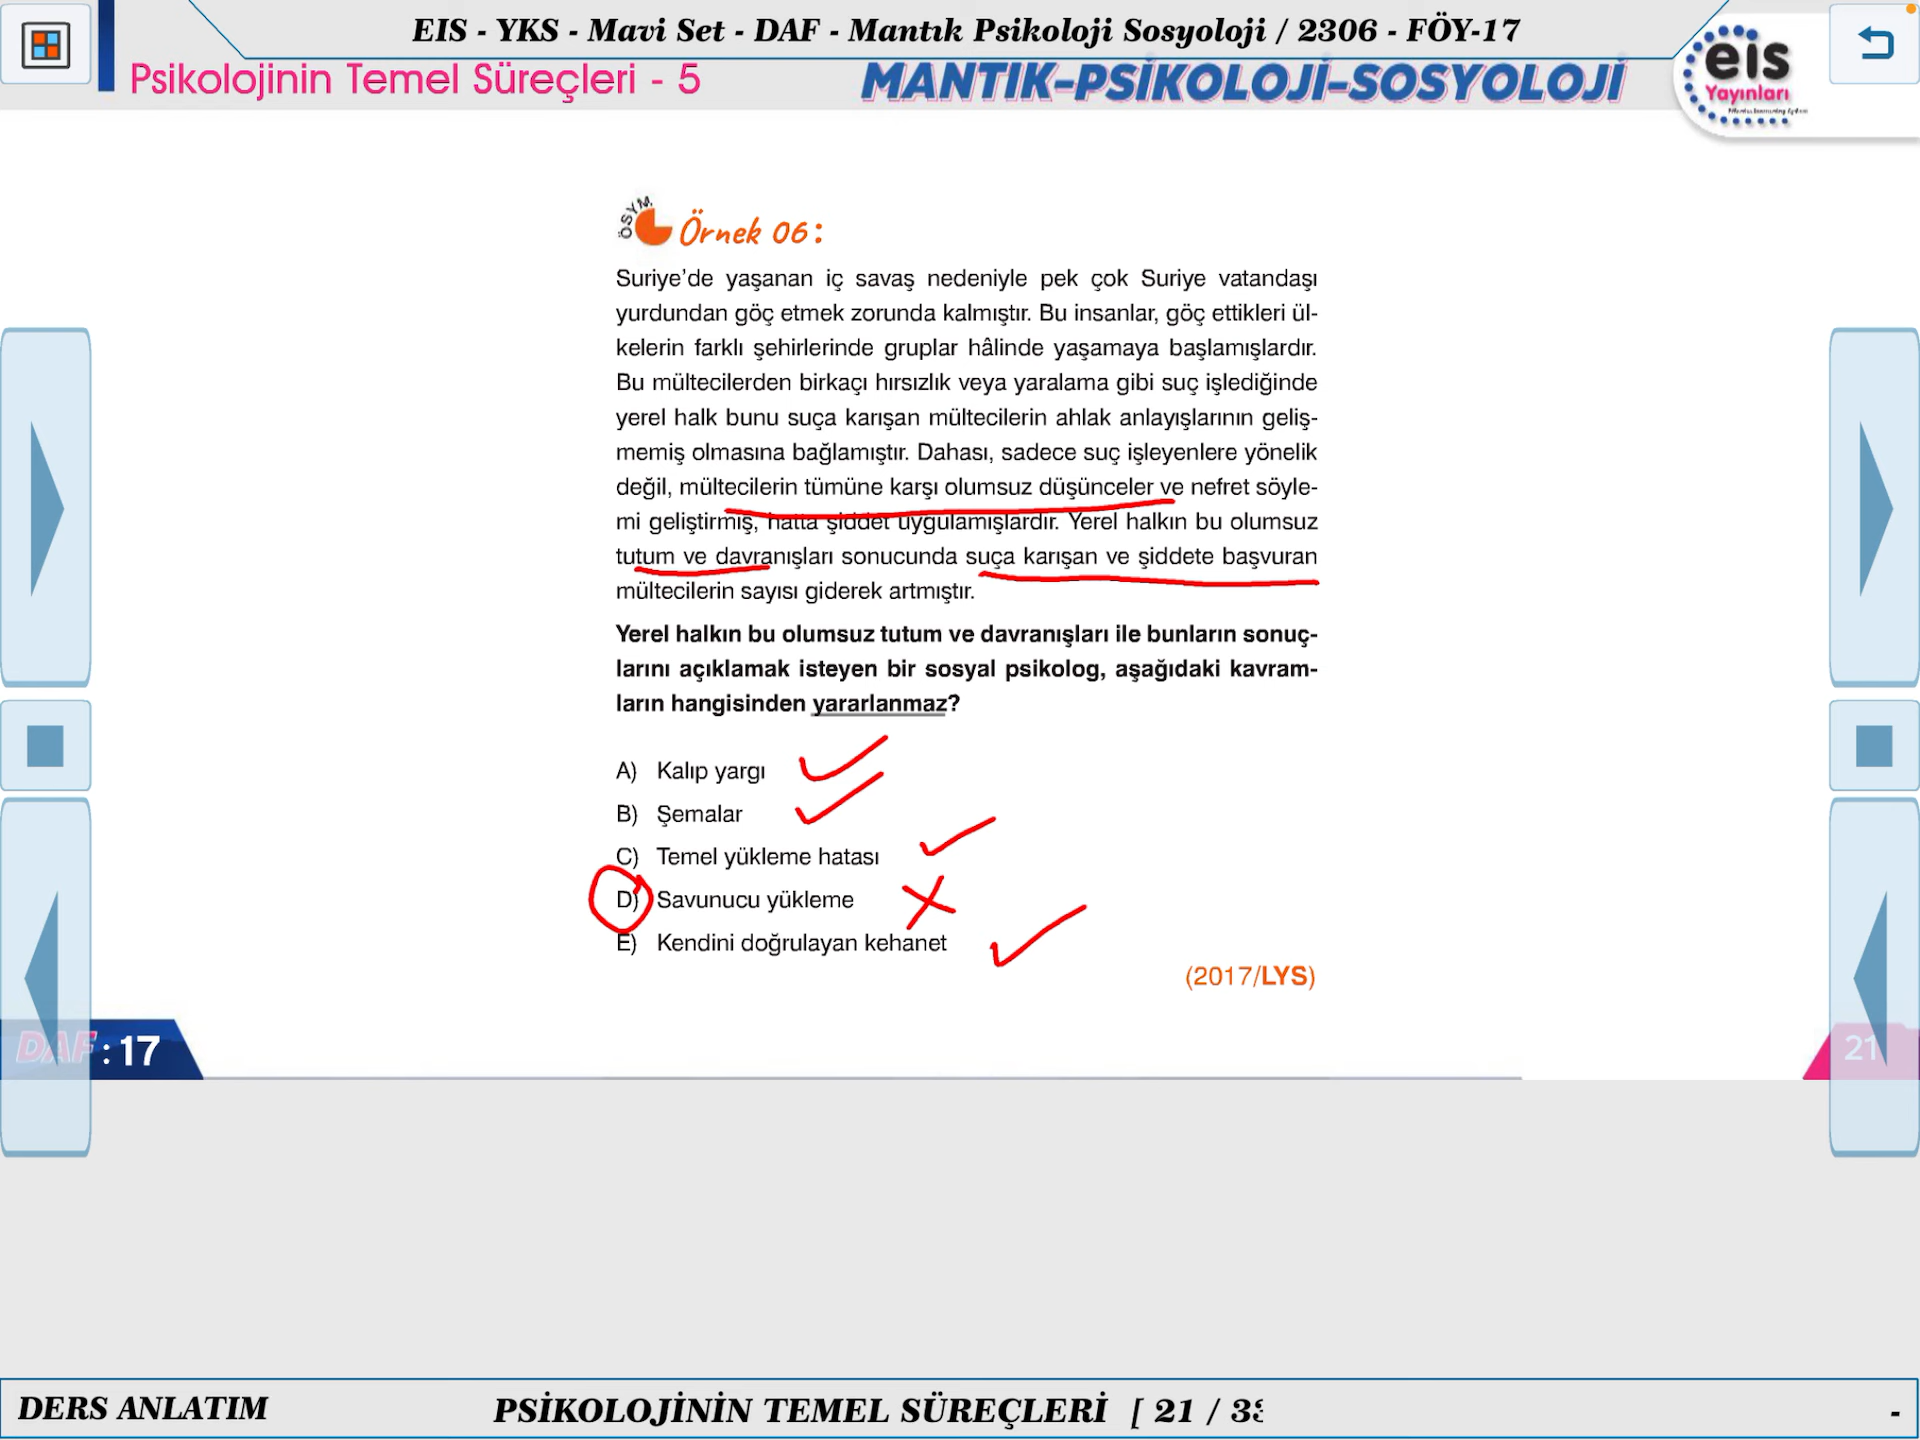 EIS - YKS - Mavi Set - DAF - Mantık Psikoloji Sosyoloji / 2306 - FÖY-17
Psikolojinin Temel Süreçleri - 5
MANTIK-PSİKOLOJİ-SOSYOLOJİ
eis
Yayınları
ÖSYM
Örnek 06:
Suriye'de yaşanan iç savaş nedeniyle pek çok Suriye vatandaşı
yurdundan göç etmek zorunda kalmıştır. Bu insanlar, göç ettikleri ül-
kelerin farklı şehirlerinde gruplar hâlinde yaşamaya başlamışlardır.
Bu mültecilerden birkaçı hırsızlık veya yaralama gibi suç işlediğinde
yerel halk bunu suça karışan mültecilerin ahlak anlayışlarının geliş-
memiş olmasına bağlamıştır. Dahası, sadece suç işleyenlere yönelik
değil, mültecilerin tümüne karşı olumsuz düşünceler ve nefret söyle-
mi geliştirmiş, hatta şiddet uygulamışlardır. Yerel halkın bu olumsuz
tutum ve davranışları sonucunda suça karışan ve şiddete başvuran
mültecilerin sayısı giderek artmıştır.
Yerel halkın bu olumsuz tutum ve davranışları ile bunların sonuç-
larını açıklamak isteyen bir sosyal psikolog, aşağıdaki kavram-
ların hangisinden yararlanmaz?
A) Kalıp yargı
B) Şemalar
C) Temel yükleme hatası
D) Savunucu yükleme
E) Kendini doğrulayan kehanet
(2017/LYS)
DAF : 17
21
DERS ANLATIM
PSİKOLOJİNİN TEMEL SÜREÇLERİ [ 21 / 3
-